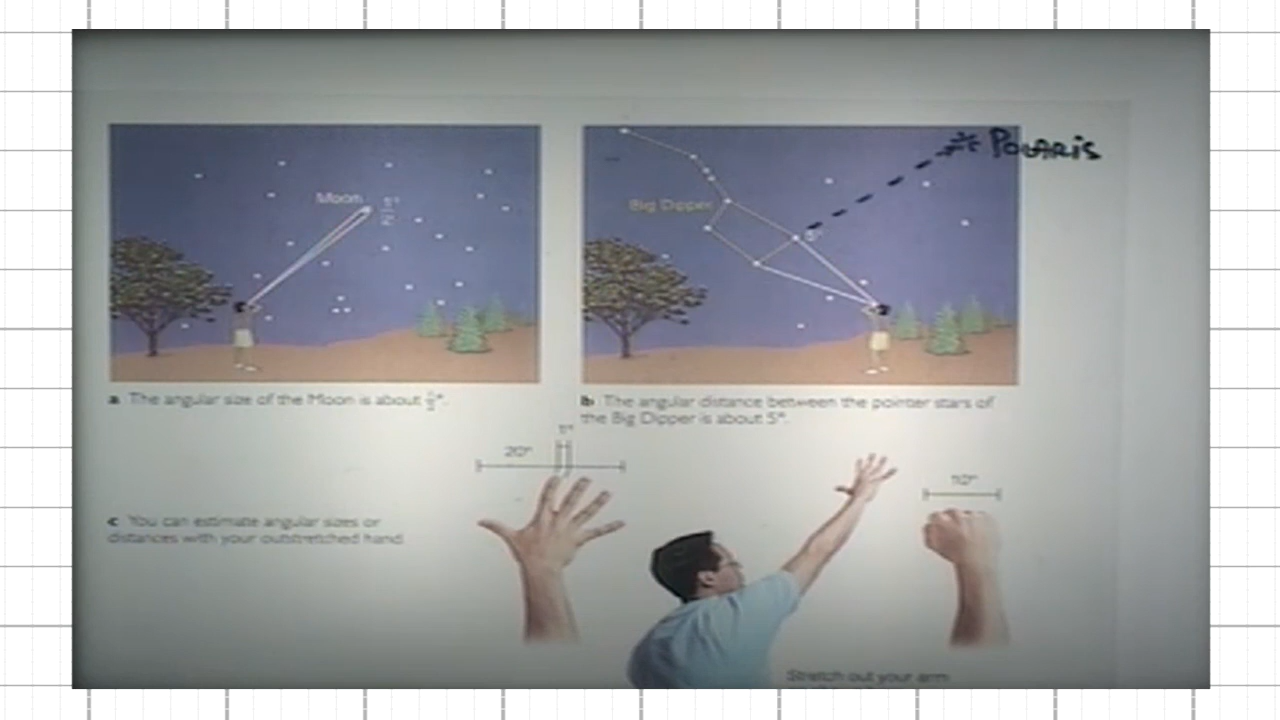 Moon
1°
2
Big Dipper
5°
POLARIS
a The angular size of the Moon is about ½°.
b The angular distance between the pointer stars of
the Big Dipper is about 5°.
20°
1°
10°
c You can estimate angular sizes or
distances with your outstretched hand.
Stretch out your arm